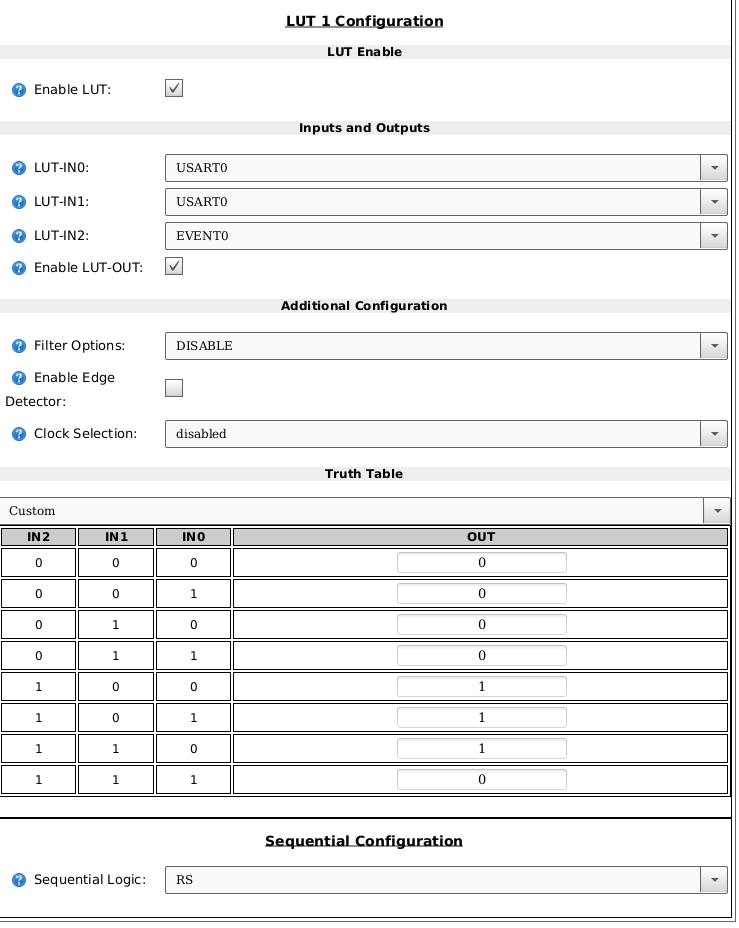 LUT 1 Configuration
LUT Enable
Enable LUT:
Inputs and Outputs
LUT-IN0: USART0
LUT-IN1: USART0
LUT-IN2: EVENT0
Enable LUT-OUT:
Additional Configuration
Filter Options: DISABLE
Enable Edge
Detector:
Clock Selection: disabled
Truth Table
Custom
IN2 IN1 IN0 OUT
0 0 0 0
0 0 1 0
0 1 0 0
0 1 1 0
1 0 0 1
1 0 1 1
1 1 0 1
1 1 1 0
Sequential Configuration
Sequential Logic: RS